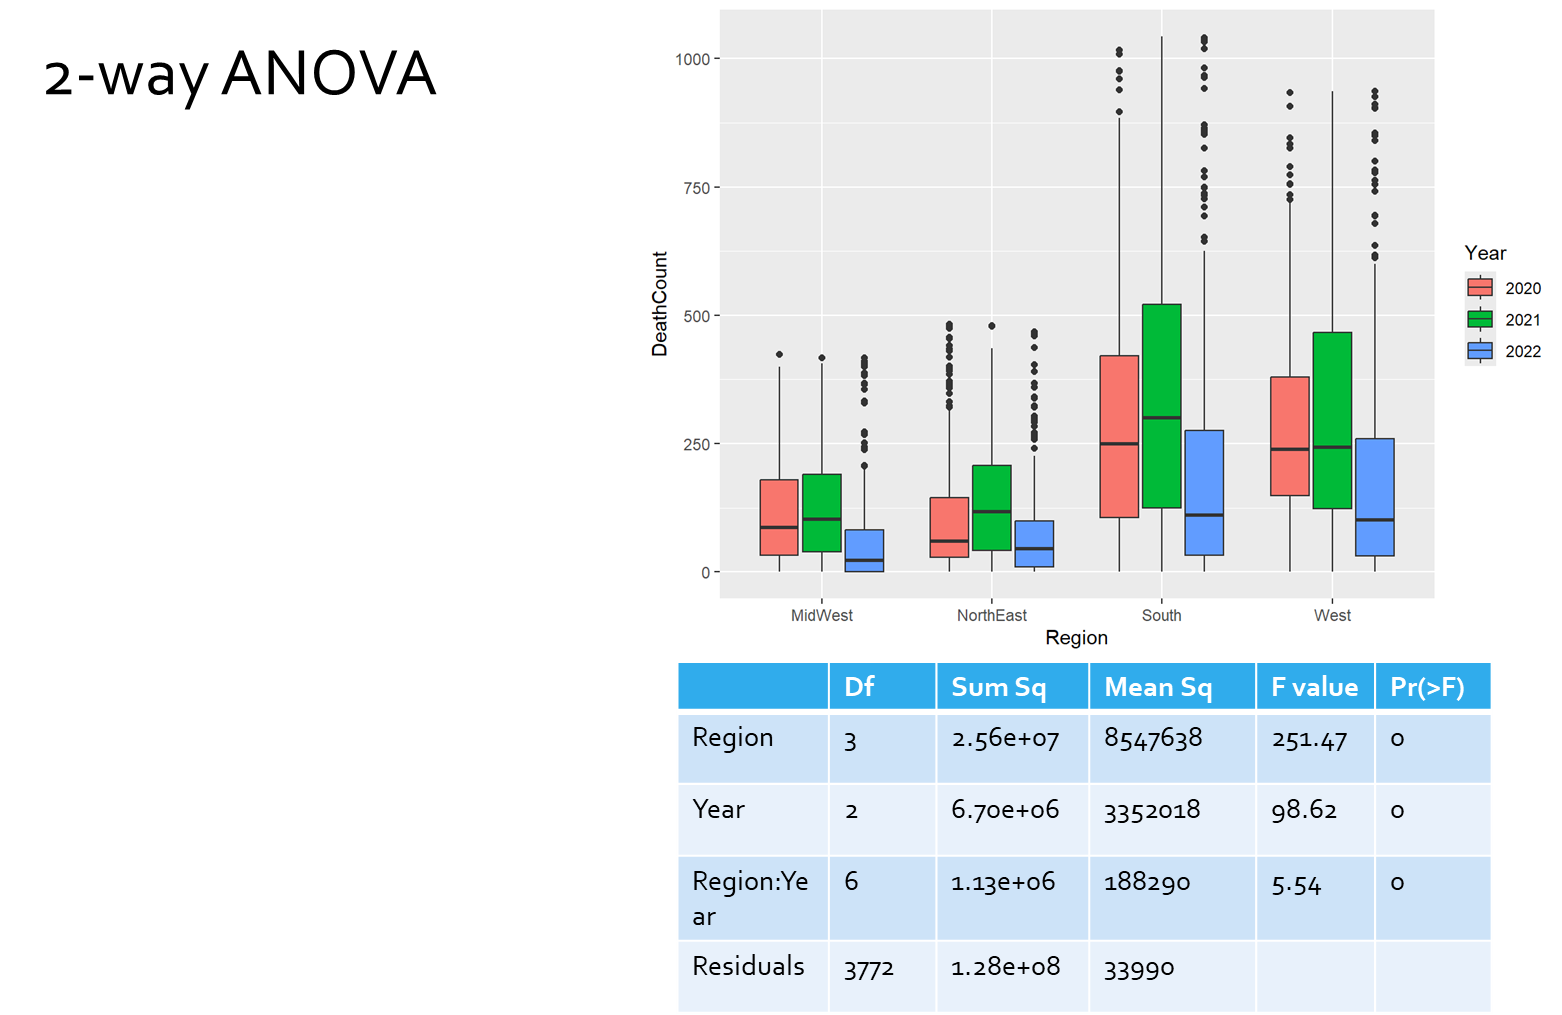 2-way ANOVA
1000
750
500
250
0
DeathCount
MidWest
NorthEast
South
West
Region
Year
2020
2021
2022
Df Sum Sq Mean Sq F value Pr(>F)
Region 3 2.56e+07 8547638 251.47 0
Year 2 6.70e+06 3352018 98.62 0
Region:Ye 6 1.13e+06 188290 5.54 0
ar
Residuals 3772 1.28e+08 33990